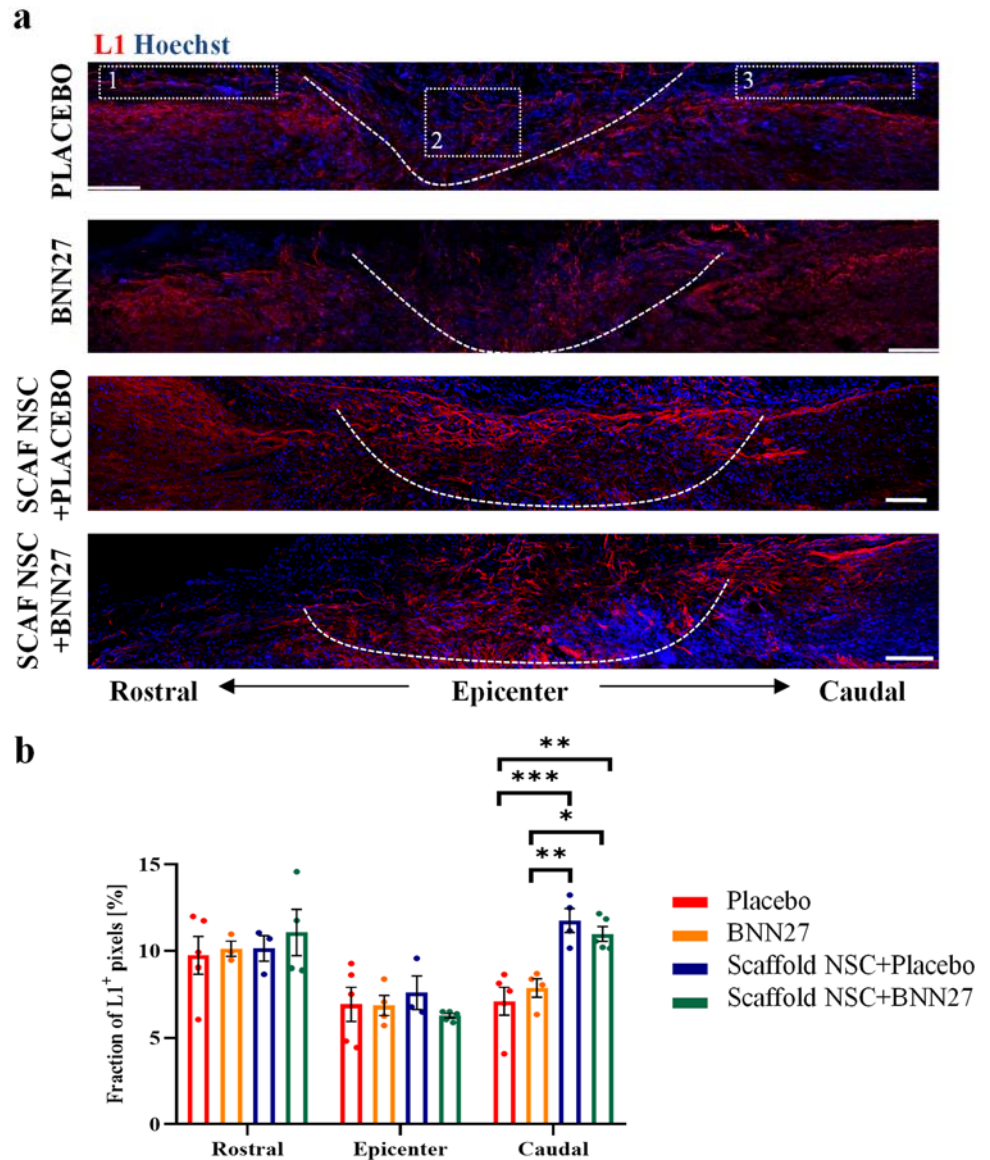 a
L1 Hoechst
PLACEBO
1
2
3
BNN27
SCAF NSC
+PLACEBO
SCAF NSC
+BNN27
Rostral
Epicenter
Caudal
b
**
***
*
**
Fraction of L1+ pixels [%]
15
10
5
0
Rostral
Epicenter
Caudal
Placebo
BNN27
Scaffold NSC+Placebo
Scaffold NSC+BNN27